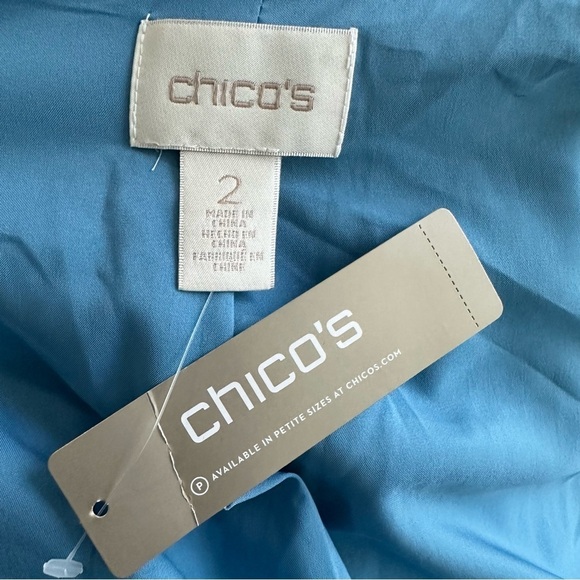 chico's
2
MADE IN
CHINA
HECHO EN
CHINA
FABRIQUÉ EN
CHINE
chico's
P AVAILABLE IN PETITE SIZES AT CHICOS.COM